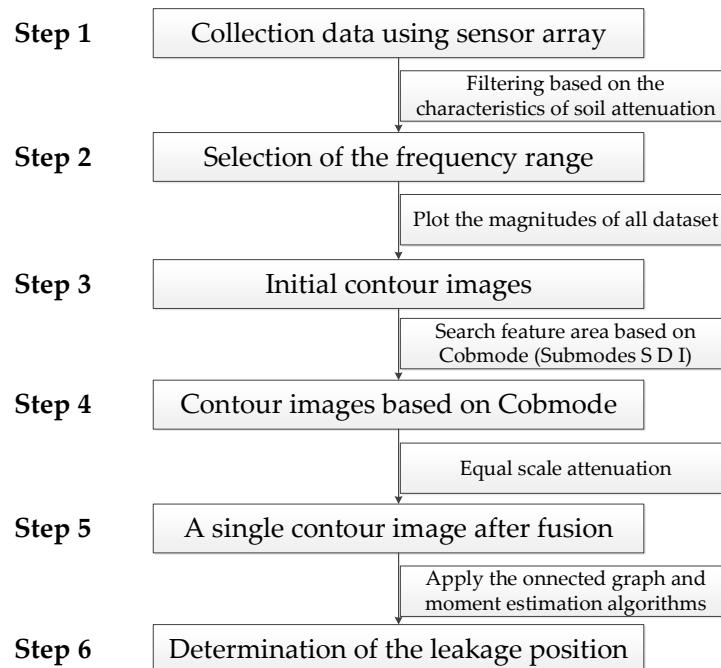 Step 1
Collection data using sensor array
Filtering based on the
characteristics of soil attenuation
Step 2
Selection of the frequency range
Plot the magnitudes of all dataset
Step 3
Initial contour images
Search feature area based on
Cobmode (Submodes S D I)
Step 4
Contour images based on Cobmode
Equal scale attenuation
Step 5
A single contour image after fusion
Apply the onnected graph and
moment estimation algorithms
Step 6
Determination of the leakage position